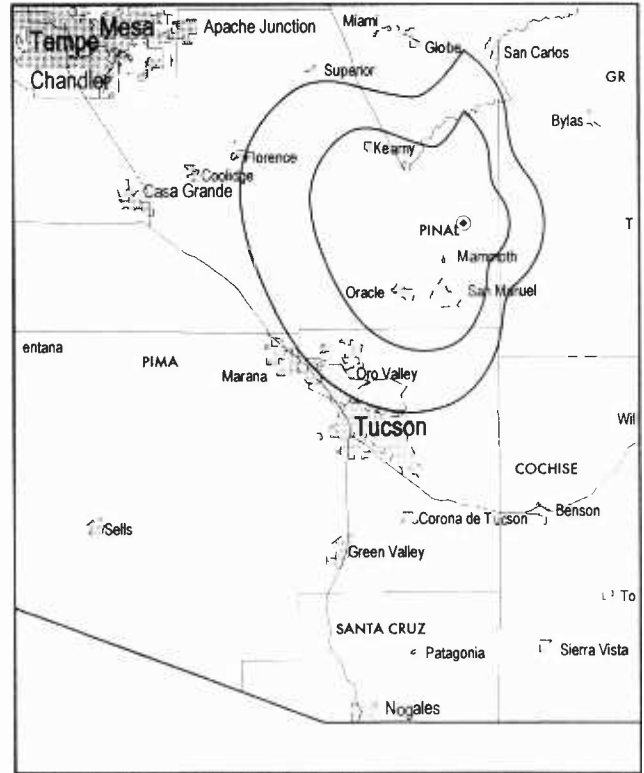 Miami
Mesa
Apache Junction
Tempe
Globe
San Carlos
Chandler
Superior
GR
Bylas
Kearny
Florence
Coolidge
Casa Grande
PINAL
T
Mammoth
Oracle
San Manuel
entana
PIMA
Marana
Oro Valley
Tucson
Wil
COCHISE
Benson
Corona de Tucson
Sells
Green Valley
To
SANTA CRUZ
Patagonia
Sierra Vista
Nogales